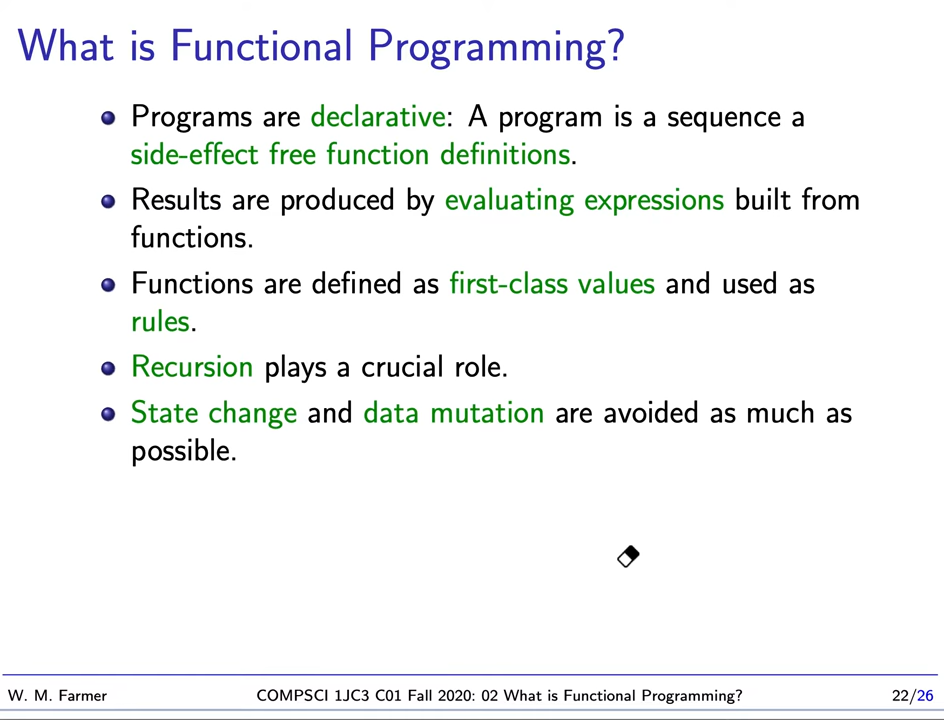 What is Functional Programming?
Programs are declarative: A program is a sequence a
side-effect free function definitions.
Results are produced by evaluating expressions built from
functions.
Functions are defined as first-class values and used as
rules.
Recursion plays a crucial role.
State change and data mutation are avoided as much as
possible.
W. M. Farmer COMPSCI 1JC3 C01 Fall 2020: 02 What is Functional Programming? 22/26